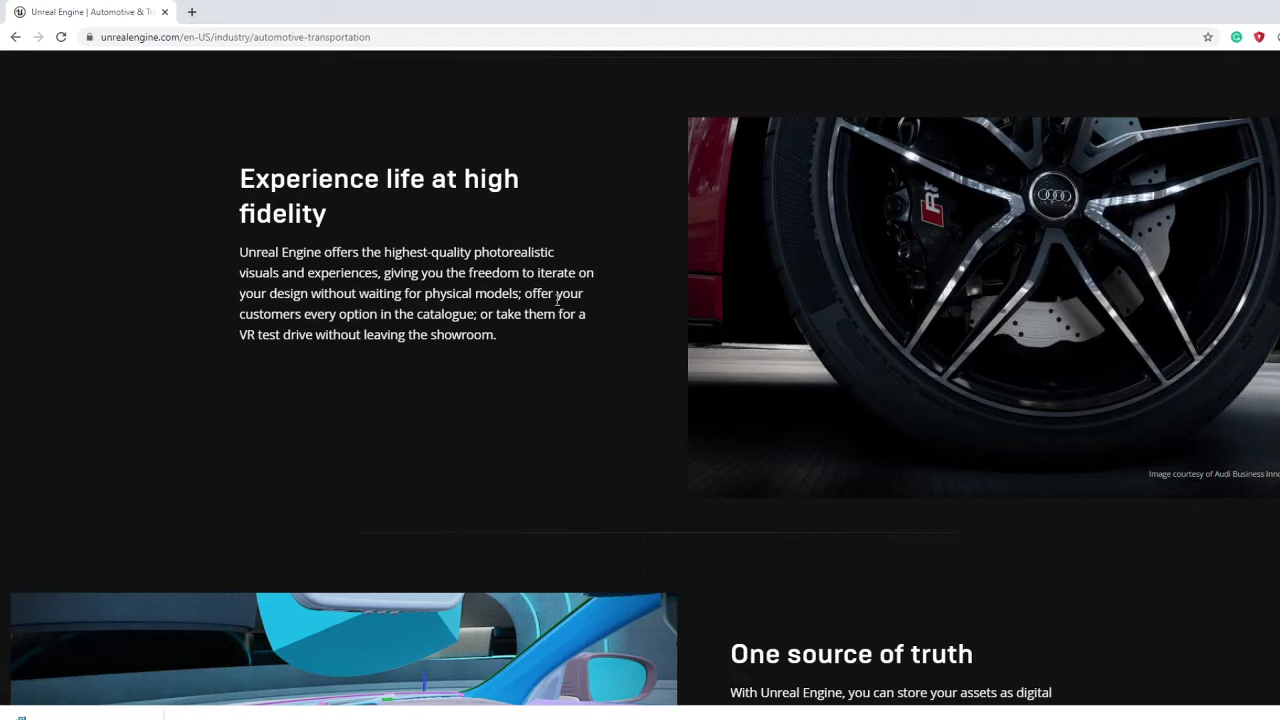 Unreal Engine | Automotive & Tr
unrealengine.com/en-US/industry/automotive-transportation
Experience life at high
fidelity
Unreal Engine offers the highest-quality photorealistic
visuals and experiences, giving you the freedom to iterate on
your design without waiting for physical models; offer your
customers every option in the catalogue; or take them for a
VR test drive without leaving the showroom.
Image courtesy of Audi Business Inno
One source of truth
With Unreal Engine, you can store your assets as digital